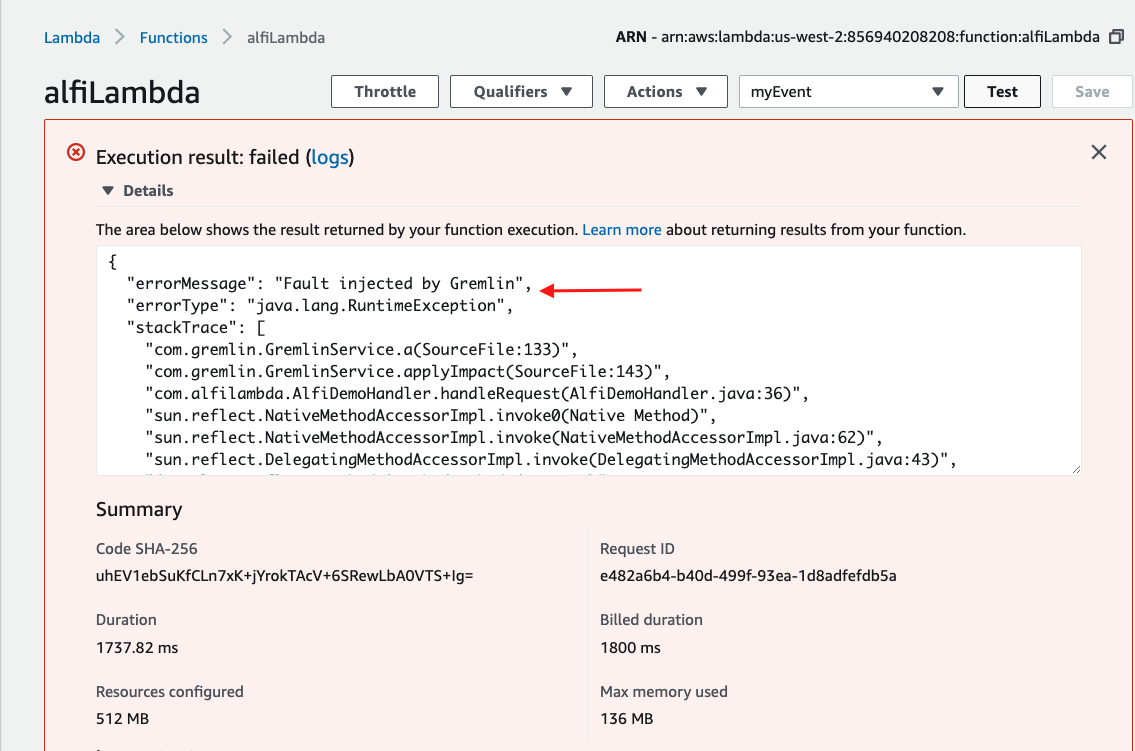 Lambda > Functions > alfiLambda
ARN - arn:aws:lambda:us-west-2:856940208208:function:alfiLambda
alfiLambda
Throttle Qualifiers Actions myEvent Test Save
Execution result: failed (logs)
Details
The area below shows the result returned by your function execution. Learn more about returning results from your function.
{
"errorMessage": "Fault injected by Gremlin",
"errorType": "java.lang.RuntimeException",
"stackTrace": [
"com.gremlin.GremlinService.a(SourceFile:133)",
"com.gremlin.GremlinService.applyImpact(SourceFile:143)",
"com.alfilambda.AlfiDemoHandler.handleRequest(AlfiDemoHandler.java:36)",
"sun.reflect.NativeMethodAccessorImpl.invoke0(Native Method)",
"sun.reflect.NativeMethodAccessorImpl.invoke(NativeMethodAccessorImpl.java:62)",
"sun.reflect.DelegatingMethodAccessorImpl.invoke(DelegatingMethodAccessorImpl.java:43)",
Summary
Code SHA-256
uhEV1ebSuKfCLn7xK+jYrokTAcV+6SRewLbA0VTS+Ig=
Request ID
e482a6b4-b40d-499f-93ea-1d8adfefdb5a
Duration
1737.82 ms
Billed duration
1800 ms
Resources configured
512 MB
Max memory used
136 MB